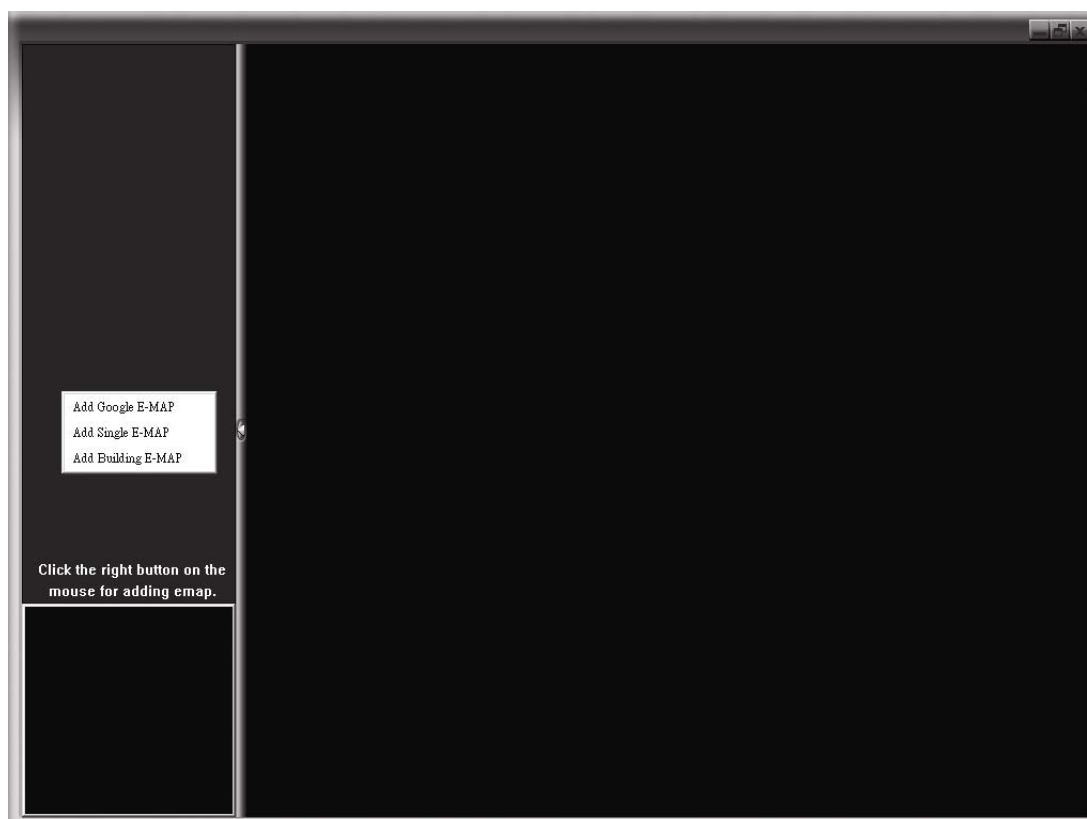 Add Google E-MAP
Add Single E-MAP
Add Building E-MAP
Click the right button on the
mouse for adding emap.